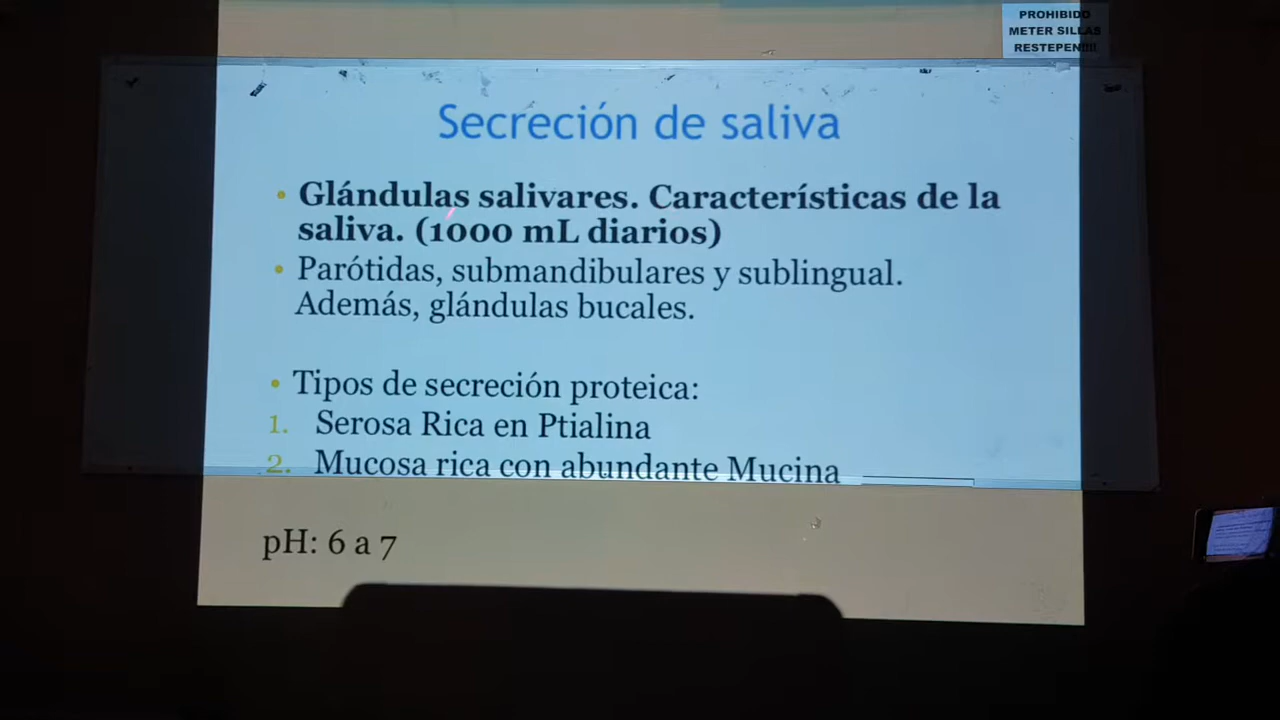 PROHIBIDO
METER SILLAS
RESTEPEN!!!!
Secreción de saliva
• Glándulas salivares. Características de la
saliva. (1000 mL diarios)
• Parótidas, submandibulares y sublingual.
Además, glándulas bucales.
• Tipos de secreción proteica:
1. Serosa Rica en Ptialina
2. Mucosa rica con abundante Mucina
pH: 6 a 7